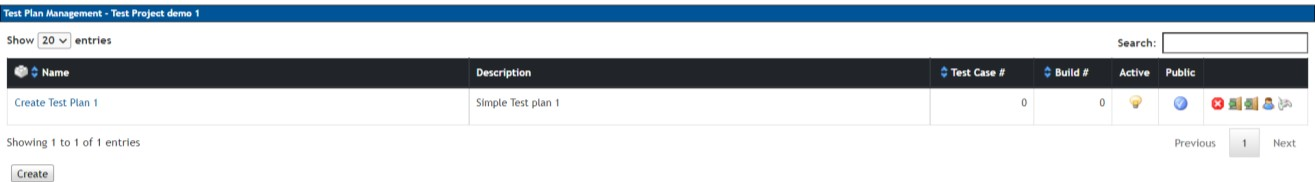 Test Plan Management - Test Project demo 1
Show 20 entries
Search:
Name Description Test Case # Build # Active Public
Create Test Plan 1 Simple Test plan 1 0 0
Showing 1 to 1 of 1 entries
Previous 1 Next
Create